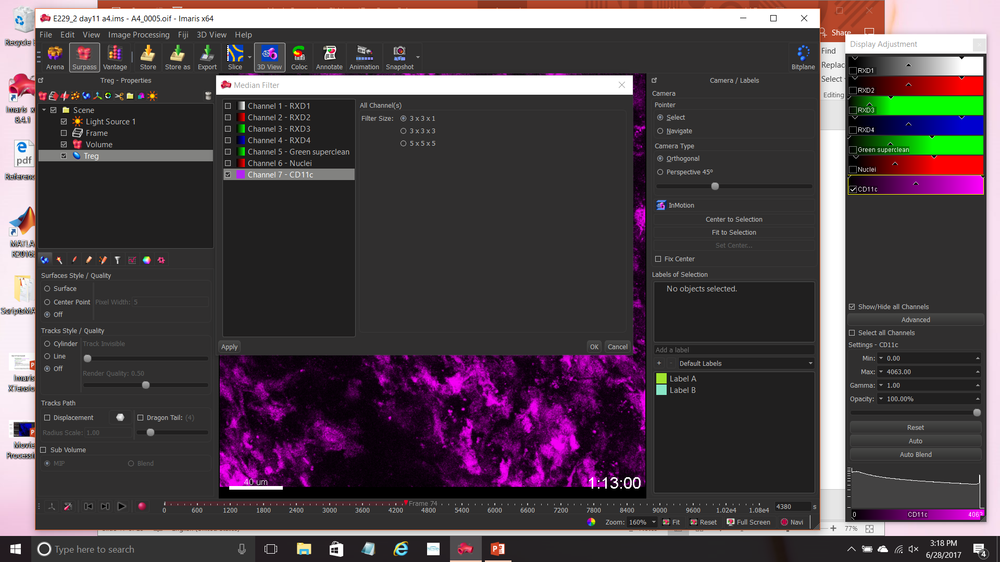 E229_2 day11 a4.ims - A4_0005.oif - Imaris x64
File Edit View Image Processing Fiji 3D View Help
Arena Surpass Vantage Store Store as Export Slice 3D View Coloc Annotate Animation Snapshot Bitplane
Treg - Properties
Scene
Light Source 1
Frame
Volume
Treg
Surfaces Style / Quality
Surface
Center Point Pixel Width: 5
Off
Tracks Style / Quality
Cylinder Track Invisible
Line
Off
Render Quality: 0.50
Tracks Path
Displacement Dragon Tail: (4)
Radius Scale: 1.00
Sub Volume
MIP Blend
Median Filter
Channel 1 - RXD1
Channel 2 - RXD2
Channel 3 - RXD3
Channel 4 - RXD4
Channel 5 - Green superclean
Channel 6 - Nuclei
Channel 7 - CD11c
All Channel(s)
Filter Size: 3 x 3 x 1
3 x 3 x 3
5 x 5 x 5
Apply OK Cancel
40 um
1:13:00
Camera / Labels
Camera
Pointer
Select
Navigate
Camera Type
Orthogonal
Perspective 45º
InMotion
Center to Selection
Fit to Selection
Set Center...
Fix Center
Labels of Selection
No objects selected.
Add a label
+ - Default Labels
Label A
Label B
Frame 74
0 600 1200 1800 2400 3000 3600 4200 4800 5400 6000 6600 7200 7800 8400 9000 9600 1.02e4 1.08e4 4380 s
Zoom: 160% Fit Reset Full Screen Navi
Share
Find
Replac
Select
Editing
77%
Display Adjustment
RXD1
RXD2
RXD3
RXD4
Green superclean
Nuclei
CD11c
Show/Hide all Channels
Advanced
Select all Channels
Settings - CD11c
Min: 0.00
Max: 4063.00
Gamma: 1.00
Opacity: 100.00%
Reset
Auto
Auto Blend
0 CD11c 4063
Recycle
Imaris x
8.4.1
pdf
Referenc
MATLA
R2016
ScriptsMA
Imaris
XTension
Movie
Processi
Type here to search
3:18 PM
6/28/2017
4